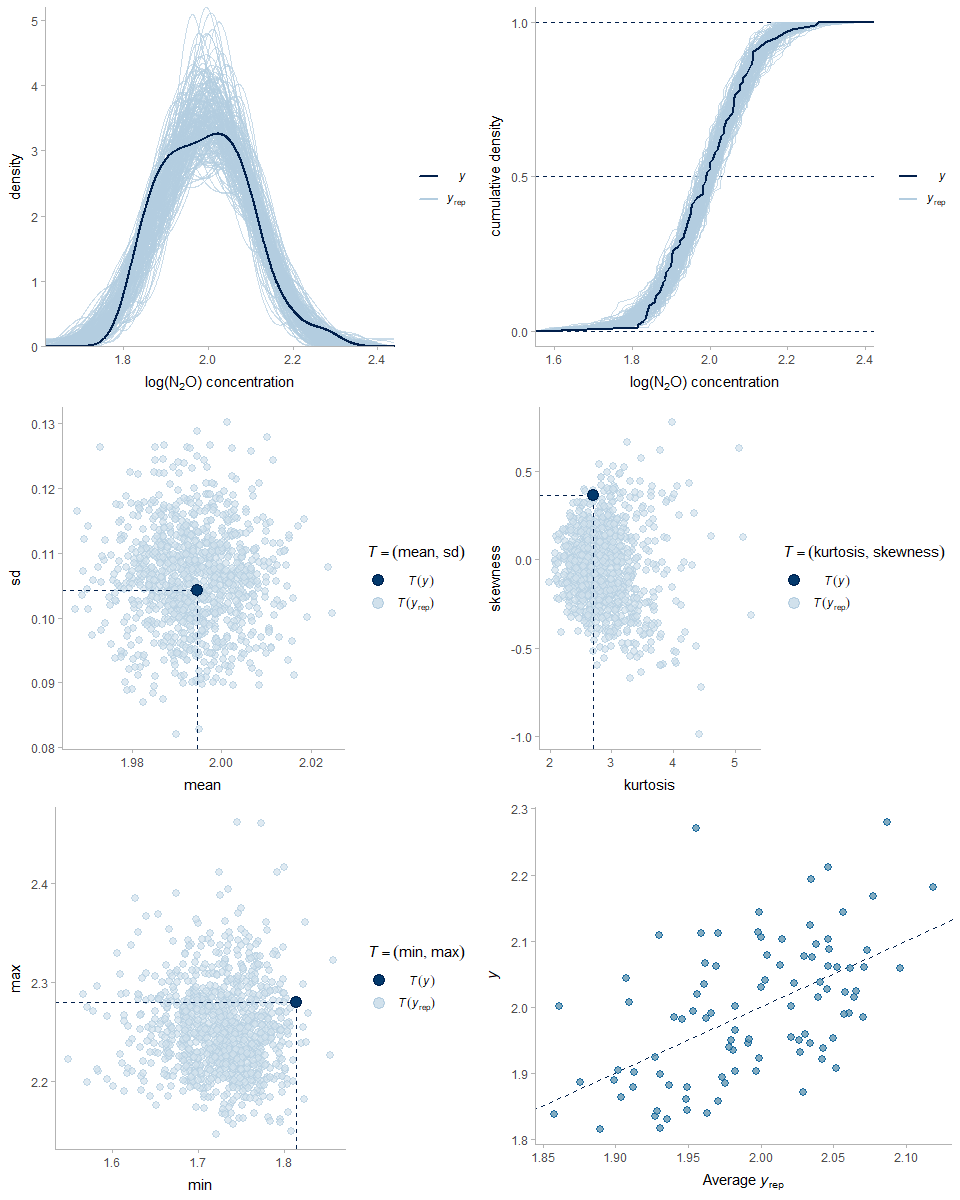 5
4
3
2
1
0
density
1.8
2.0
2.2
2.4
log(N₂O) concentration
y
y_rep
1.0
0.5
0.0
cumulative density
1.6
1.8
2.0
2.2
2.4
log(N₂O) concentration
y
y_rep
0.13
0.12
0.11
0.10
0.09
0.08
sd
1.98
2.00
2.02
mean
T = (mean, sd)
T(y)
T(y_rep)
0.5
0.0
-0.5
-1.0
skewness
2
3
4
5
kurtosis
T = (kurtosis, skewness)
T(y)
T(y_rep)
2.4
2.3
2.2
max
1.6
1.7
1.8
min
T = (min, max)
T(y)
T(y_rep)
2.3
2.2
2.1
2.0
1.9
1.8
y
1.85
1.90
1.95
2.00
2.05
2.10
Average y_rep